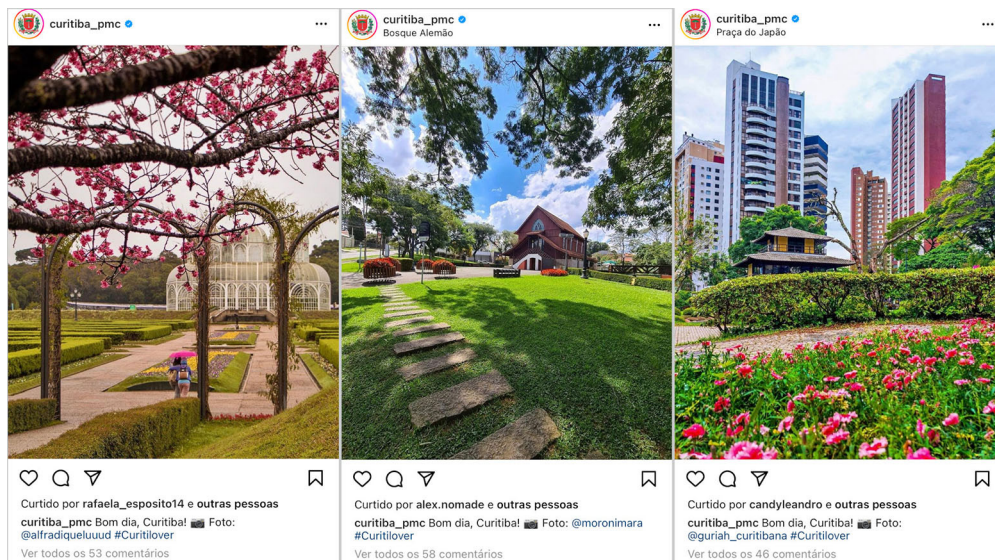 curitiba_pmc
Curtido por rafaela_esposito14 e outras pessoas
curitiba_pmc Bom dia, Curitiba! 📷 Foto:
@alfradiqueluuud #Curitilover
Ver todos os 53 comentários
curitiba_pmc
Bosque Alemão
Curtido por alex.nomade e outras pessoas
curitiba_pmc Bom dia, Curitiba! 📷 Foto: @moronimara
#Curitilover
Ver todos os 58 comentários
curitiba_pmc
Praça do Japão
Curtido por candyleandro e outras pessoas
curitiba_pmc Bom dia, Curitiba! 📷 Foto:
@guriah_curitibana #Curitilover
Ver todos os 46 comentários